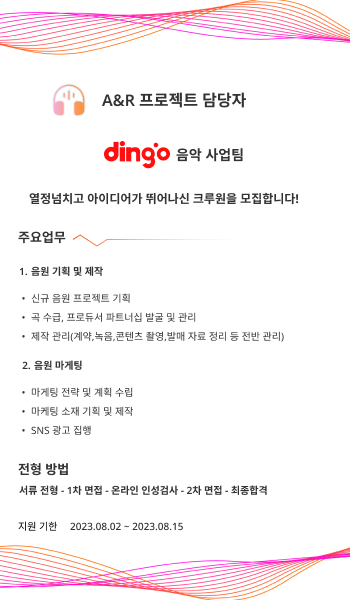 A&R 프로젝트 담당자
dingo 음악 사업팀
열정넘치고 아이디어가 뛰어나신 크루원을 모집합니다!
주요업무
1. 음원 기획 및 제작
• 신규 음원 프로젝트 기획
• 곡 수급, 프로듀서 파트너십 발굴 및 관리
• 제작 관리(계약,녹음,콘텐츠 촬영,발매 자료 정리 등 전반 관리)
2. 음원 마케팅
• 마게팅 전략 및 계획 수립
• 마케팅 소재 기획 및 제작
• SNS 광고 집행
전형 방법
서류 전형 - 1차 면접 - 온라인 인성검사 - 2차 면접 - 최종합격
지원 기한 2023.08.02 ~ 2023.08.15